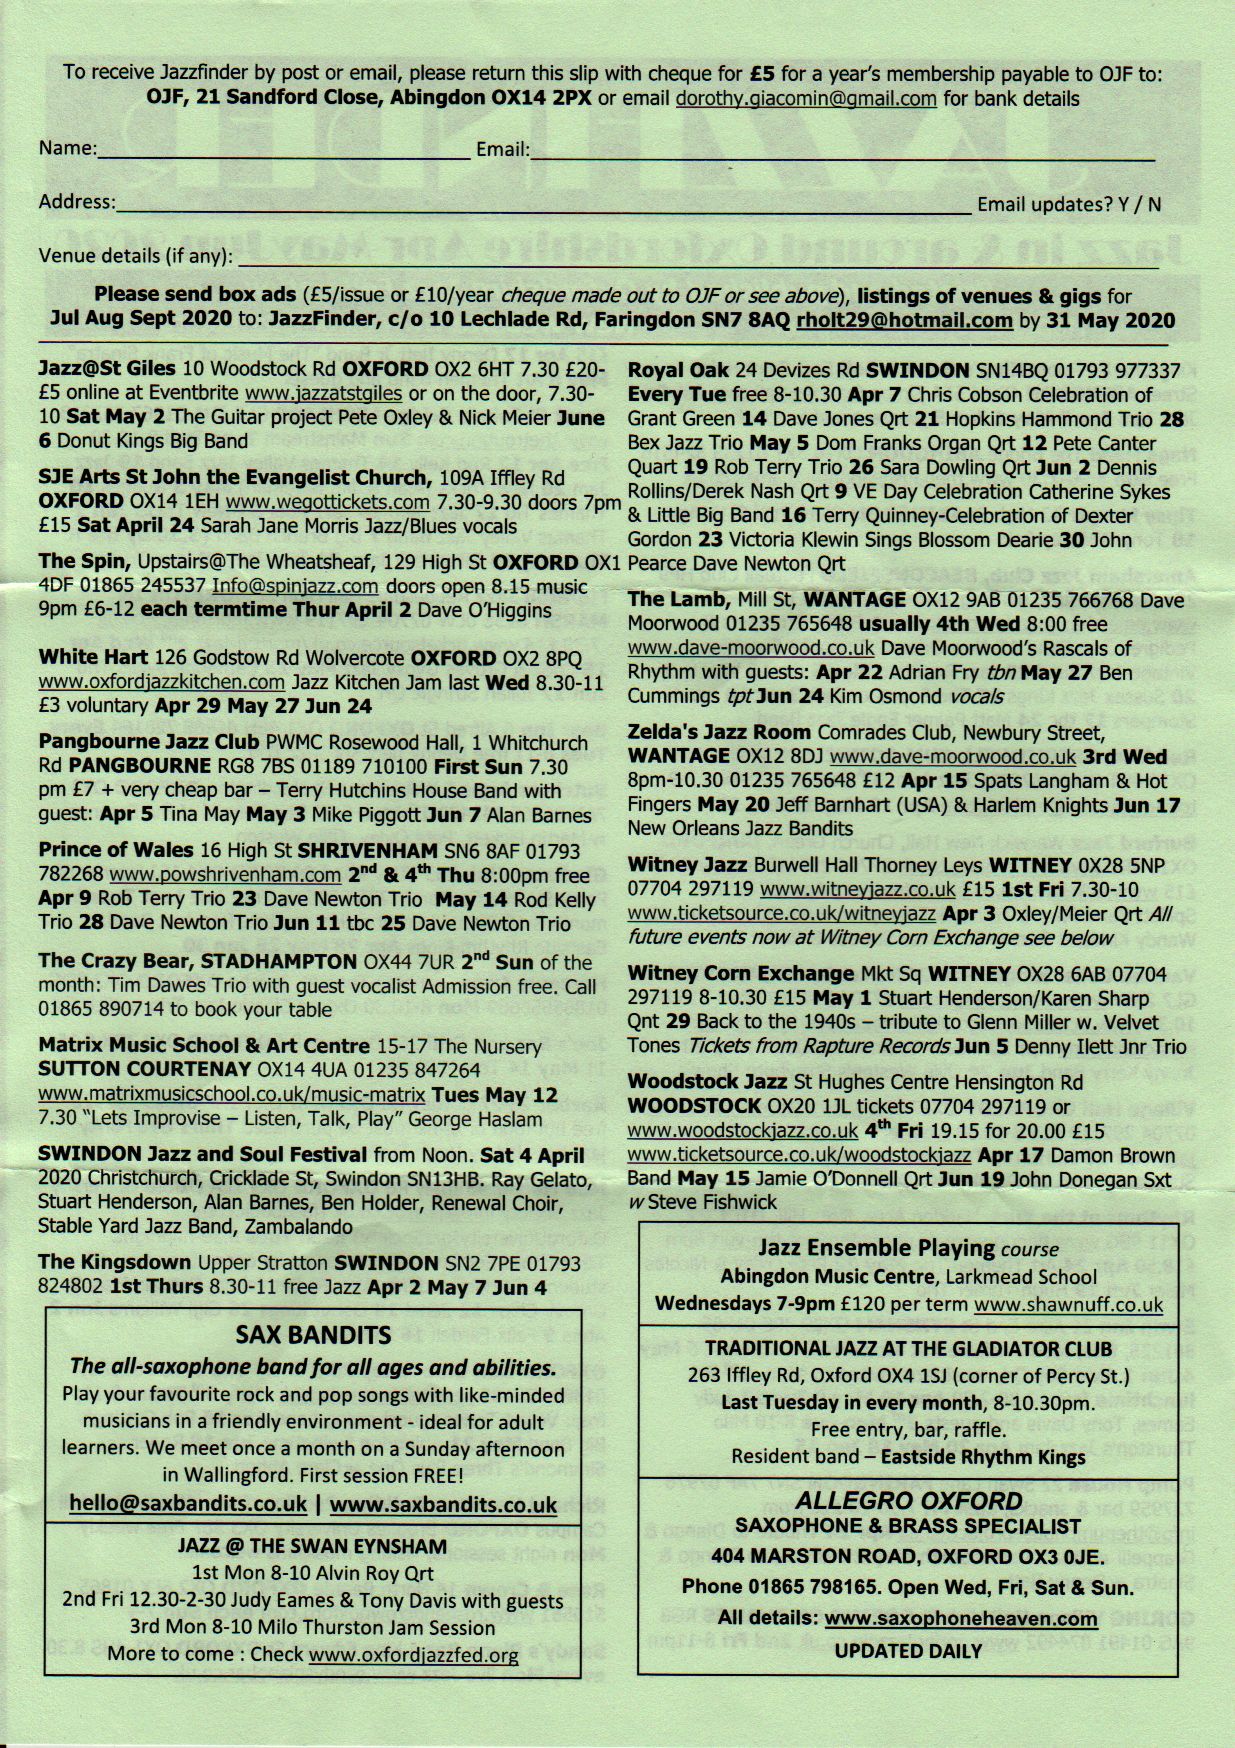 To receive Jazzfinder by post or email, please return this slip with cheque for £5 for a year's membership payable to OJF to:
OJF, 21 Sandford Close, Abingdon OX14 2PX or email dorothy.giacomin@gmail.com for bank details
Name: Email:
Address: Email updates? Y / N
Venue details (if any):
Please send box ads (£5/issue or £10/year cheque made out to OJF or see above), listings of venues & gigs for
Jul Aug Sept 2020 to: JazzFinder, c/o 10 Lechlade Rd, Faringdon SN7 8AQ rholt29@hotmail.com by 31 May 2020
Jazz@St Giles 10 Woodstock Rd OXFORD OX2 6HT 7.30 £20-
£5 online at Eventbrite www.jazzatstgiles or on the door, 7.30-
10 Sat May 2 The Guitar project Pete Oxley & Nick Meier June
6 Donut Kings Big Band
SJE Arts St John the Evangelist Church, 109A Iffley Rd
OXFORD OX14 1EH www.wegottickets.com 7.30-9.30 doors 7pm
£15 Sat April 24 Sarah Jane Morris Jazz/Blues vocals
The Spin, Upstairs@The Wheatsheaf, 129 High St OXFORD OX1
4DF 01865 245537 Info@spinjazz.com doors open 8.15 music
9pm £6-12 each termtime Thur April 2 Dave O'Higgins
White Hart 126 Godstow Rd Wolvercote OXFORD OX2 8PQ
www.oxfordjazzkitchen.com Jazz Kitchen Jam last Wed 8.30-11
£3 voluntary Apr 29 May 27 Jun 24
Pangbourne Jazz Club PWMC Rosewood Hall, 1 Whitchurch
Rd PANGBOURNE RG8 7BS 01189 710100 First Sun 7.30
pm £7 + very cheap bar – Terry Hutchins House Band with
guest: Apr 5 Tina May May 3 Mike Piggott Jun 7 Alan Barnes
Prince of Wales 16 High St SHRIVENHAM SN6 8AF 01793
782268 www.powshrivenham.com 2nd & 4th Thu 8:00pm free
Apr 9 Rob Terry Trio 23 Dave Newton Trio May 14 Rod Kelly
Trio 28 Dave Newton Trio Jun 11 tbc 25 Dave Newton Trio
The Crazy Bear, STADHAMPTON OX44 7UR 2nd Sun of the
month: Tim Dawes Trio with guest vocalist Admission free. Call
01865 890714 to book your table
Matrix Music School & Art Centre 15-17 The Nursery
SUTTON COURTENAY OX14 4UA 01235 847264
www.matrixmusicschool.co.uk/music-matrix Tues May 12
7.30 "Lets Improvise – Listen, Talk, Play" George Haslam
SWINDON Jazz and Soul Festival from Noon. Sat 4 April
2020 Christchurch, Cricklade St, Swindon SN13HB. Ray Gelato,
Stuart Henderson, Alan Barnes, Ben Holder, Renewal Choir,
Stable Yard Jazz Band, Zambalando
The Kingsdown Upper Stratton SWINDON SN2 7PE 01793
824802 1st Thurs 8.30-11 free Jazz Apr 2 May 7 Jun 4
SAX BANDITS
The all-saxophone band for all ages and abilities.
Play your favourite rock and pop songs with like-minded
musicians in a friendly environment - ideal for adult
learners. We meet once a month on a Sunday afternoon
in Wallingford. First session FREE!
hello@saxbandits.co.uk | www.saxbandits.co.uk
JAZZ @ THE SWAN EYNSHAM
1st Mon 8-10 Alvin Roy Qrt
2nd Fri 12.30-2-30 Judy Eames & Tony Davis with guests
3rd Mon 8-10 Milo Thurston Jam Session
More to come : Check www.oxfordjazzfed.org
Royal Oak 24 Devizes Rd SWINDON SN14BQ 01793 977337
Every Tue free 8-10.30 Apr 7 Chris Cobson Celebration of
Grant Green 14 Dave Jones Qrt 21 Hopkins Hammond Trio 28
Bex Jazz Trio May 5 Dom Franks Organ Qrt 12 Pete Canter
Quart 19 Rob Terry Trio 26 Sara Dowling Qrt Jun 2 Dennis
Rollins/Derek Nash Qrt 9 VE Day Celebration Catherine Sykes
& Little Big Band 16 Terry Quinney-Celebration of Dexter
Gordon 23 Victoria Klewin Sings Blossom Dearie 30 John
Pearce Dave Newton Qrt
The Lamb, Mill St, WANTAGE OX12 9AB 01235 766768 Dave
Moorwood 01235 765648 usually 4th Wed 8:00 free
www.dave-moorwood.co.uk Dave Moorwood's Rascals of
Rhythm with guests: Apr 22 Adrian Fry tbn May 27 Ben
Cummings tpt Jun 24 Kim Osmond vocals
Zelda's Jazz Room Comrades Club, Newbury Street,
WANTAGE OX12 8DJ www.dave-moorwood.co.uk 3rd Wed
8pm-10.30 01235 765648 £12 Apr 15 Spats Langham & Hot
Fingers May 20 Jeff Barnhart (USA) & Harlem Knights Jun 17
New Orleans Jazz Bandits
Witney Jazz Burwell Hall Thorney Leys WITNEY 0X28 5NP
07704 297119 www.witneyjazz.co.uk £15 1st Fri 7.30-10
www.ticketsource.co.uk/witneyjazz Apr 3 Oxley/Meier Qrt All
future events now at Witney Corn Exchange see below
Witney Corn Exchange Mkt Sq WITNEY OX28 6AB 07704
297119 8-10.30 £15 May 1 Stuart Henderson/Karen Sharp
Qnt 29 Back to the 1940s – tribute to Glenn Miller w. Velvet
Tones Tickets from Rapture Records Jun 5 Denny Ilett Jnr Trio
Woodstock Jazz St Hughes Centre Hensington Rd
WOODSTOCK OX20 1JL tickets 07704 297119 or
www.woodstockjazz.co.uk 4th Fri 19.15 for 20.00 £15
www.ticketsource.co.uk/woodstockjazz Apr 17 Damon Brown
Band May 15 Jamie O'Donnell Qrt Jun 19 John Donegan Sxt
w Steve Fishwick
Jazz Ensemble Playing course
Abingdon Music Centre, Larkmead School
Wednesdays 7-9pm £120 per term www.shawnuff.co.uk
TRADITIONAL JAZZ AT THE GLADIATOR CLUB
263 Iffley Rd, Oxford OX4 1SJ (corner of Percy St.)
Last Tuesday in every month, 8-10.30pm.
Free entry, bar, raffle.
Resident band – Eastside Rhythm Kings
ALLEGRO OXFORD
SAXOPHONE & BRASS SPECIALIST
404 MARSTON ROAD, OXFORD OX3 0JE.
Phone 01865 798165. Open Wed, Fri, Sat & Sun.
All details: www.saxophoneheaven.com
UPDATED DAILY